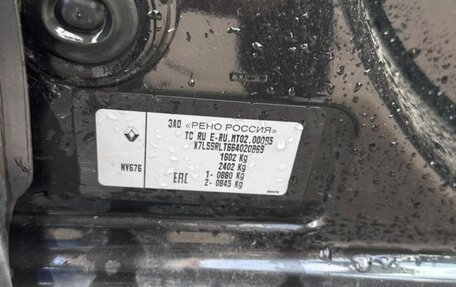 ЗАО «РЕНО РОССИЯ»
TC RU E-RU.MT02.00095
X7LSSRLT664020869
1602 Kg
2402 Kg
NV676
EAC
1- 0880 Kg
2- 0845 Kg